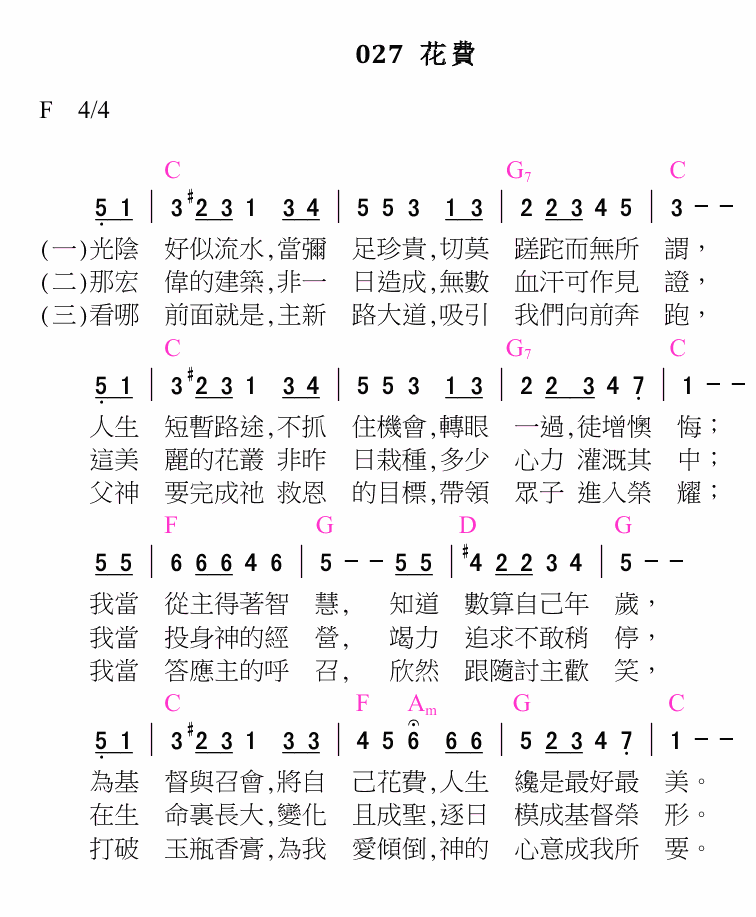 027 花費
F 4/4
C G7 C
5̣ 1 | 3 #2 3 1 3 4 | 5 5 3 1 3 | 2 2 3 4 5 | 3 - -
(一)光陰 好似流水,當彌 足珍貴,切莫 蹉跎而無所 謂，
(二)那宏 偉的建築,非一 日造成,無數 血汗可作見 證，
(三)看哪 前面就是,主新 路大道,吸引 我們向前奔 跑，
C G7 C
5̣ 1 | 3 #2 3 1 3 4 | 5 5 3 1 3 | 2 2 3 4 7̣ | 1 - -
人生 短暫路途,不抓 住機會,轉眼 一過,徒增懊 悔；
這美 麗的花叢 非昨 日栽種,多少 心力 灌溉其 中；
父神 要完成祂 救恩 的目標,帶領 眾子 進入榮 耀；
F G D G
5 5 | 6 6 6 4 6 | 5 - - 5 5 | #4 2 2 3 4 | 5 - -
我當 從主得著智 慧, 知道 數算自己年 歲，
我當 投身神的經 營, 竭力 追求不敢稍 停，
我當 答應主的呼 召, 欣然 跟隨討主歡 笑，
C F Am G C
5̣ 1 | 3 #2 3 1 3 3 | 4 5 6 6 6 | 5 2 3 4 7̣ | 1 - -
為基 督與召會,將自 己花費,人生 纔是最好最 美。
在生 命裏長大,變化 且成聖,逐日 模成基督榮 形。
打破 玉瓶香膏,為我 愛傾倒,神的 心意成我所 要。